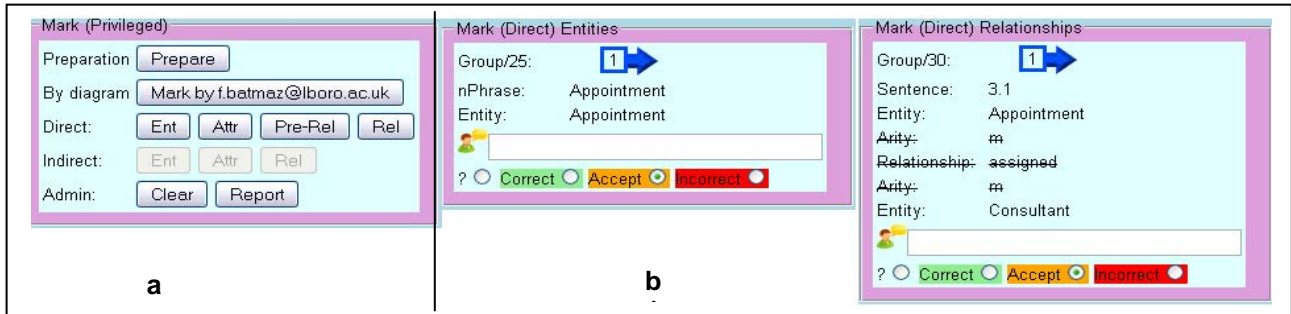 Mark (Privileged)
Preparation Prepare
By diagram Mark by f.batmaz@lboro.ac.uk
Direct: Ent Attr Pre-Rel Rel
Indirect: Ent Attr Rel
Admin: Clear Report
a
Mark (Direct) Entities
Group/25: 1
nPhrase: Appointment
Entity: Appointment
? Correct Accept Incorrect
b
Mark (Direct) Relationships
Group/30: 1
Sentence: 3.1
Entity: Appointment
Arity: m
Relationship: assigned
Arity: m
Entity: Consultant
? Correct Accept Incorrect